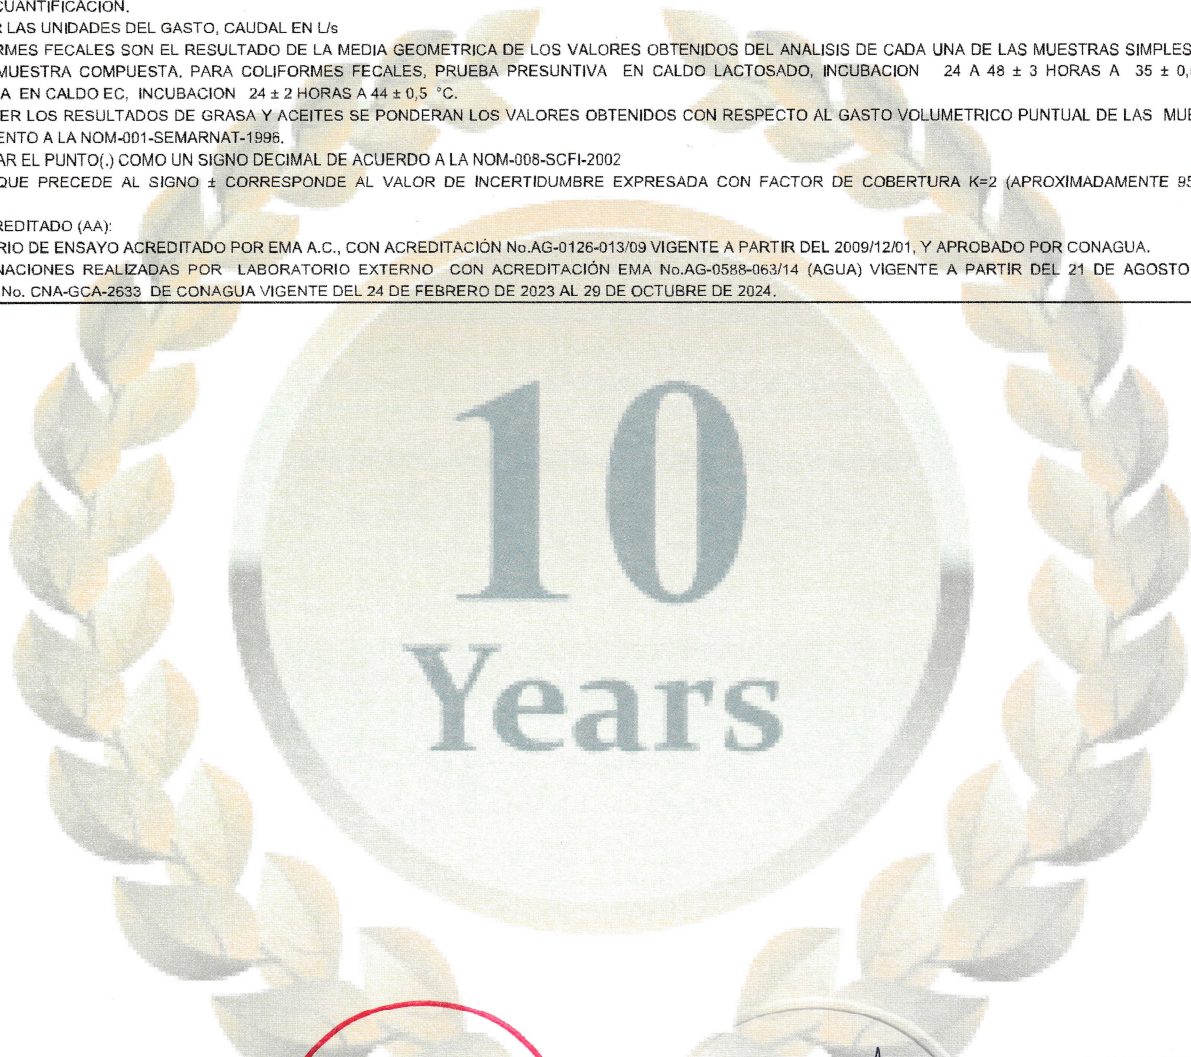 CUANTIFICACION.
R LAS UNIDADES DEL GASTO, CAUDAL EN L/s
RMES FECALES SON EL RESULTADO DE LA MEDIA GEOMETRICA DE LOS VALORES OBTENIDOS DEL ANALISIS DE CADA UNA DE LAS MUESTRAS SIMPLES
MUESTRA COMPUESTA. PARA COLIFORMES FECALES, PRUEBA PRESUNTIVA EN CALDO LACTOSADO, INCUBACION 24 A 48 ± 3 HORAS A 35 ± 0,
A EN CALDO EC, INCUBACION 24 ± 2 HORAS A 44 ± 0,5 °C.
ER LOS RESULTADOS DE GRASA Y ACEITES SE PONDERAN LOS VALORES OBTENIDOS CON RESPECTO AL GASTO VOLUMETRICO PUNTUAL DE LAS MUE
ENTO A LA NOM-001-SEMARNAT-1996.
AR EL PUNTO(.) COMO UN SIGNO DECIMAL DE ACUERDO A LA NOM-008-SCFI-2002
QUE PRECEDE AL SIGNO ± CORRESPONDE AL VALOR DE INCERTIDUMBRE EXPRESADA CON FACTOR DE COBERTURA K=2 (APROXIMADAMENTE 95
REDITADO (AA):
RIO DE ENSAYO ACREDITADO POR EMA A.C., CON ACREDITACIÓN No.AG-0126-013/09 VIGENTE A PARTIR DEL 2009/12/01, Y APROBADO POR CONAGUA.
NACIONES REALIZADAS POR LABORATORIO EXTERNO CON ACREDITACIÓN EMA No.AG-0588-063/14 (AGUA) VIGENTE A PARTIR DEL 21 DE AGOSTO
No. CNA-GCA-2633 DE CONAGUA VIGENTE DEL 24 DE FEBRERO DE 2023 AL 29 DE OCTUBRE DE 2024.
10
Years